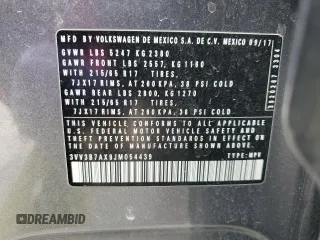 MFD BY VOLKSWAGEN DE MEXICO S.A. DE C.V. MEXICO 09/17
GVWR LBS 5247 KG 2380
GAWR FRONT LBS 2557, KG 1160
WITH 215/65 R17 TIRES,
7JX17 RIMS, AT 260 KPA, 38 PSI COLD
GAWR REAR LBS 2800, KG 1270
WITH 215/65 R17 TIRES,
7JX17 RIMS, AT 260 KPA, 38 PSI COLD
THIS VEHICLE CONFORMS TO ALL APPLICABLE
FEDERAL MOTOR VEHICLE SAFETY AND
THEFT PREVENTION STANDARDS IN EFFECT ON
THE DATE OF MANUFACTURE SHOWN ABOVE.
3VV3B7AX9JM054439 TYPE: MPV
DREAMBID